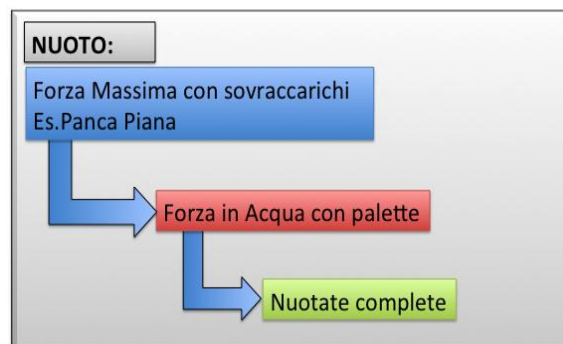 NUOTO:
Forza Massima con sovraccarichi
Es.Panca Piana
Forza in Acqua con palette
Nuotate complete